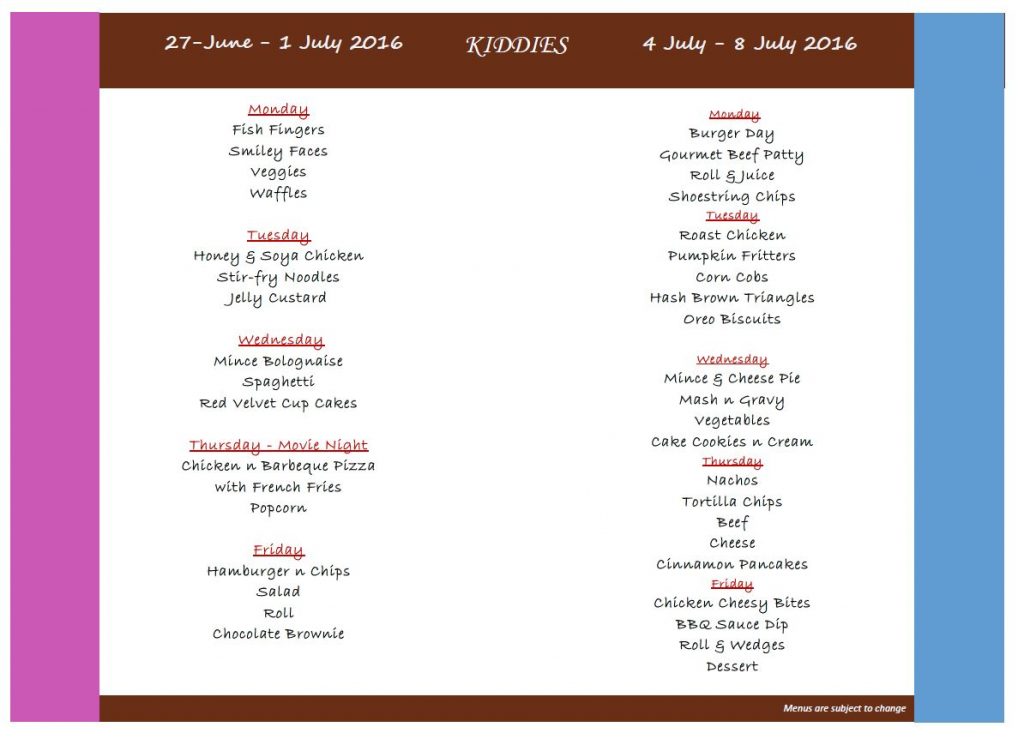 27-June - 1 July 2016
KIDDIES
4 July - 8 July 2016
Monday
Fish Fingers
Smiley Faces
Veggies
Waffles
Tuesday
Honey & Soya Chicken
Stir-fry Noodles
Jelly Custard
Wednesday
Mince Bolognaise
Spaghetti
Red Velvet Cup Cakes
Thursday - Movie Night
Chicken n Barbeque Pizza
with French Fries
Popcorn
Friday
Hamburger n Chips
Salad
Roll
Chocolate Brownie
Monday
Burger Day
Gourmet Beef Patty
Roll & Juice
Shoestring Chips
Tuesday
Roast Chicken
Pumpkin Fritters
Corn Cobs
Hash Brown Triangles
Oreo Biscuits
Wednesday
Mince & Cheese Pie
Mash n Gravy
Vegetables
Cake Cookies n Cream
Thursday
Nachos
Tortilla Chips
Beef
Cheese
Cinnamon Pancakes
Friday
Chicken Cheesy Bites
BBQ Sauce Dip
Roll & Wedges
Dessert
Menus are subject to change